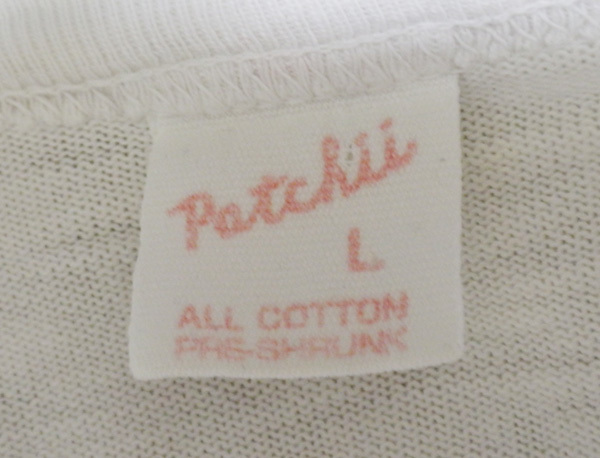 Patchii
L
ALL COTTON
PRE-SHRUNK